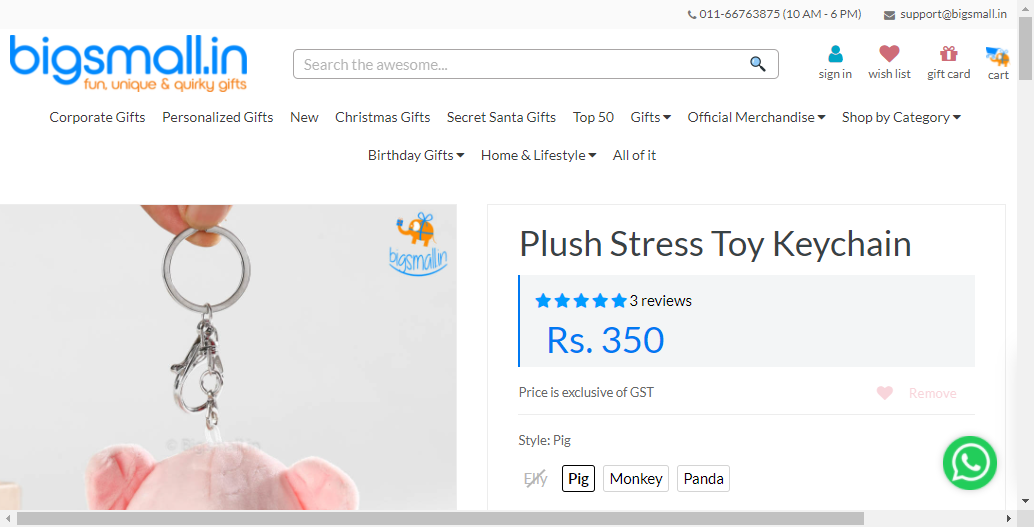 011-66763875 (10 AM - 6 PM) support@bigsmall.in
bigsmall.in
fun, unique & quirky gifts
Search the awesome...
sign in wish list gift card cart
Corporate Gifts Personalized Gifts New Christmas Gifts Secret Santa Gifts Top 50 Gifts Official Merchandise Shop by Category
Birthday Gifts Home & Lifestyle All of it
bigsmall.in
Plush Stress Toy Keychain
3 reviews
Rs. 350
Price is exclusive of GST Remove
Style: Pig
Elly Pig Monkey Panda
© Bigsmall.in